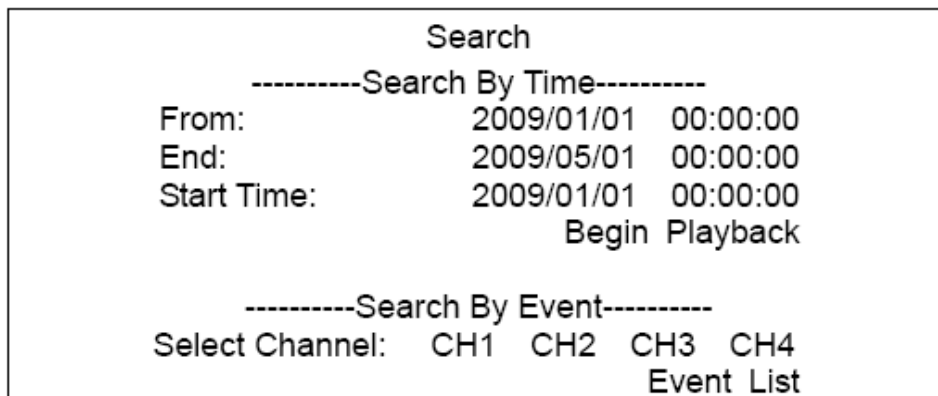 Search
----------Search By Time----------
From: 2009/01/01 00:00:00
End: 2009/05/01 00:00:00
Start Time: 2009/01/01 00:00:00
Begin Playback
----------Search By Event----------
Select Channel: CH1 CH2 CH3 CH4
Event List